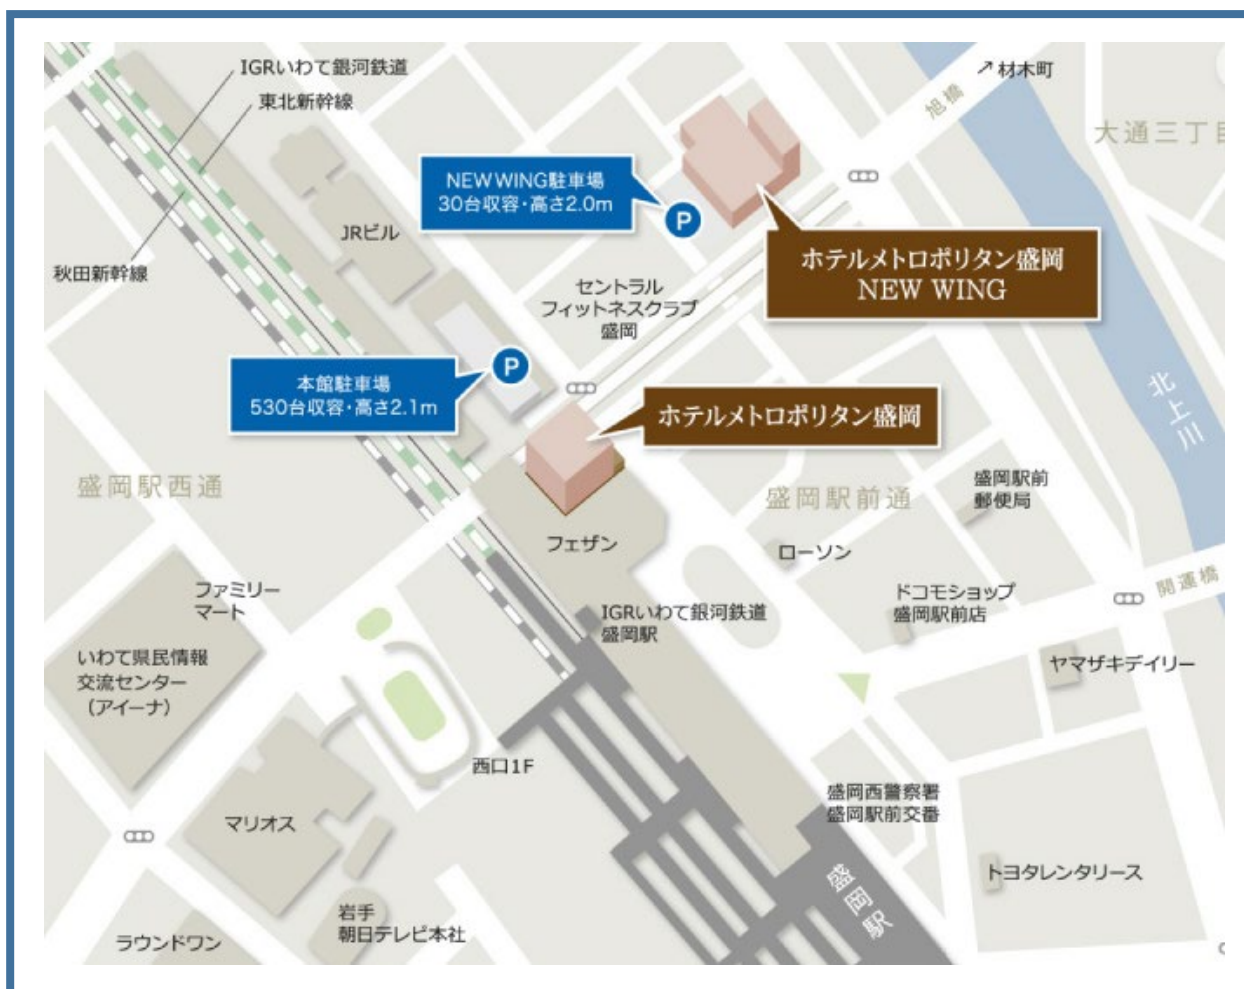 IGRいわて銀河鉄道
東北新幹線
↗材木町
旭橋
大通三丁目
NEW WING駐車場
30台収容・高さ2.0m
P
JRビル
秋田新幹線
ホテルメトロポリタン盛岡
NEW WING
セントラル
フィットネスクラブ
盛岡
本館駐車場
530台収容・高さ2.1m
P
ホテルメトロポリタン盛岡
北上川
盛岡駅西通
盛岡駅前通
盛岡駅前
郵便局
フェザン
ローソン
ファミリー
マート
IGRいわて銀河鉄道
盛岡駅
ドコモショップ
盛岡駅前店
開運橋
いわて県民情報
交流センター
（アイーナ）
ヤマザキデイリー
西口1F
マリオス
盛岡西警察署
盛岡駅前交番
トヨタレンタリース
盛岡駅
岩手
朝日テレビ本社
ラウンドワン